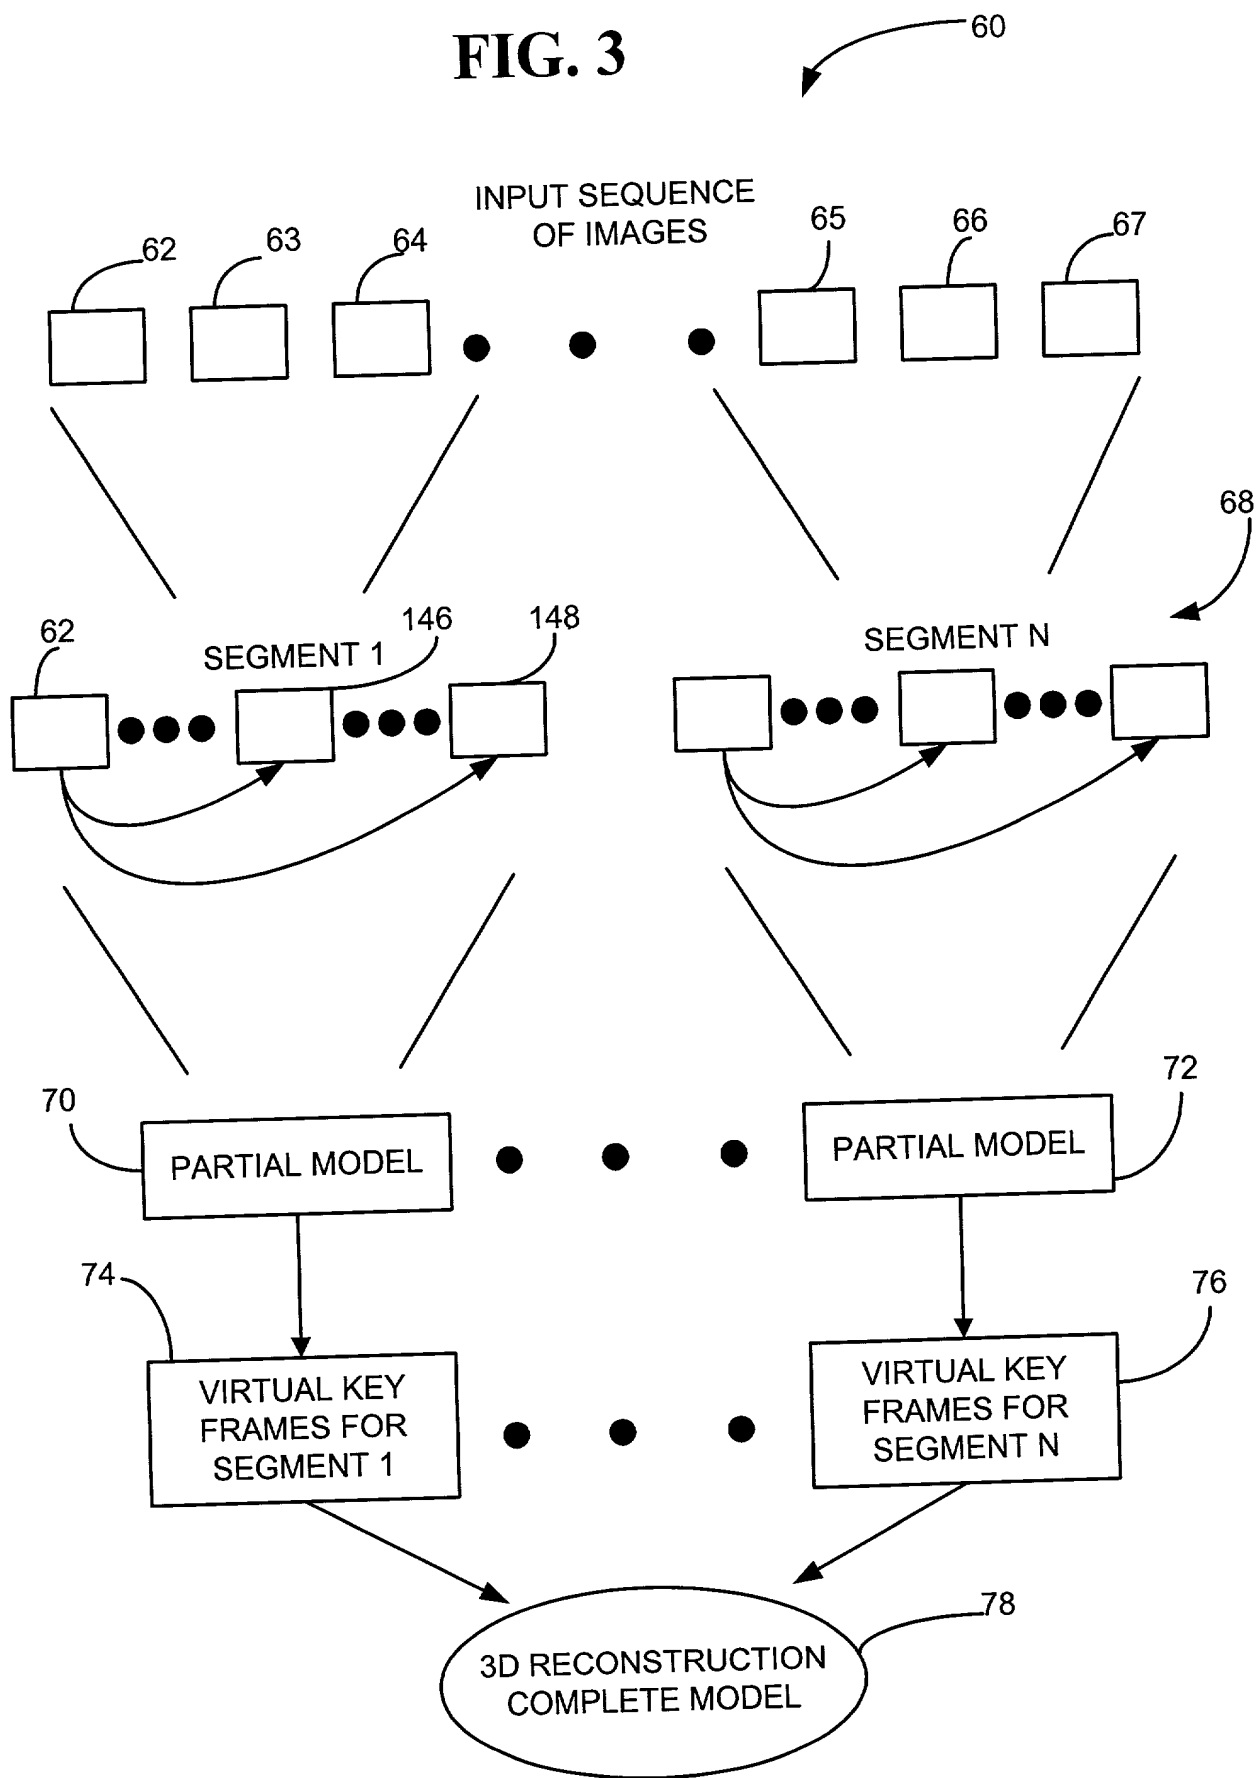 FIG. 3
60
INPUT SEQUENCE
OF IMAGES
62
63
64
65
66
67
68
62
SEGMENT 1
146
148
SEGMENT N
70
PARTIAL MODEL
72
PARTIAL MODEL
74
VIRTUAL KEY
FRAMES FOR
SEGMENT 1
76
VIRTUAL KEY
FRAMES FOR
SEGMENT N
78
3D RECONSTRUCTION
COMPLETE MODEL